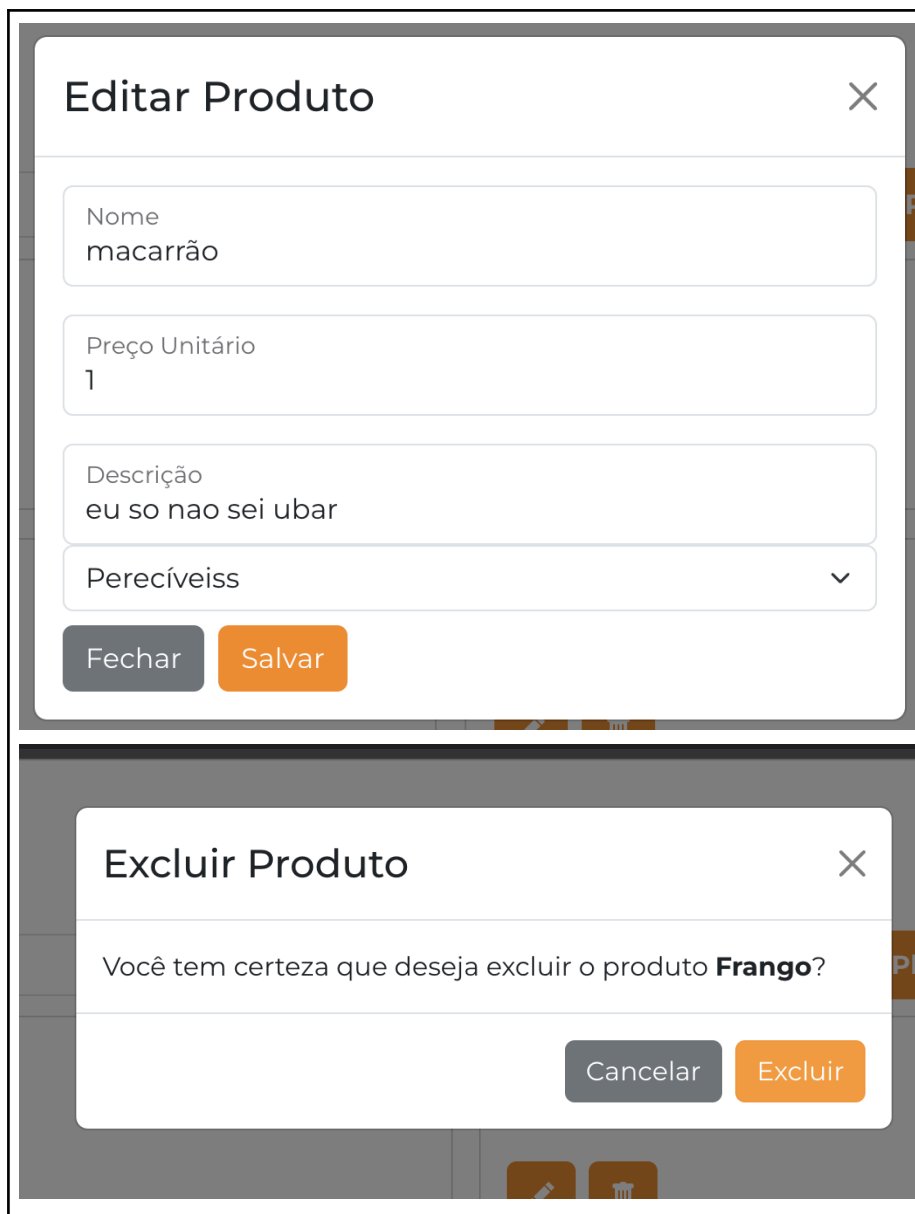 Editar Produto
Nome
macarrão
Preço Unitário
1
Descrição
eu so nao sei ubar
Perecíveiss
Fechar
Salvar
Excluir Produto
Você tem certeza que deseja excluir o produto Frango?
Cancelar
Excluir